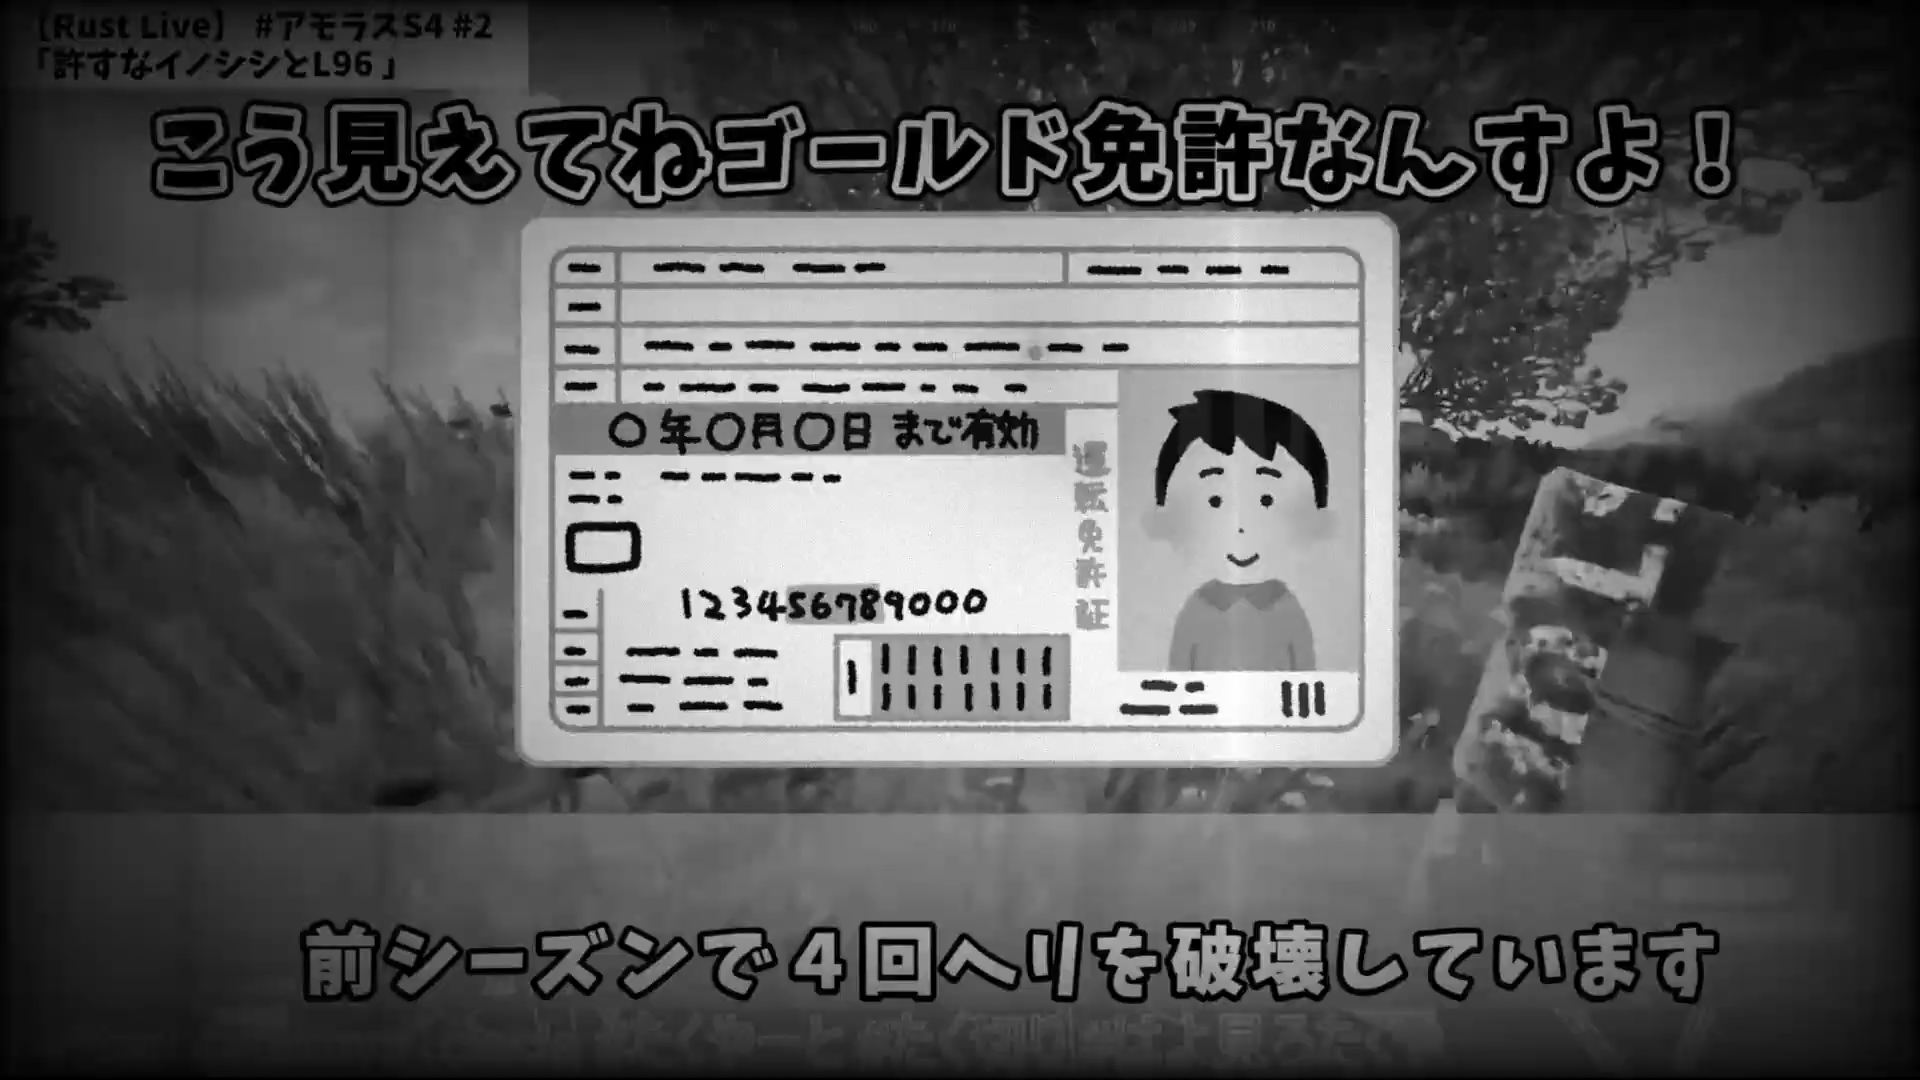 【Rust Live】 #アモラスS4 #2
「許すなイノシシとL96」
こう見えてねゴールド免許なんすよ！
〇年〇月〇日まで有効
運転免許証
123456789000
前シーズンで４回ヘリを破壊しています